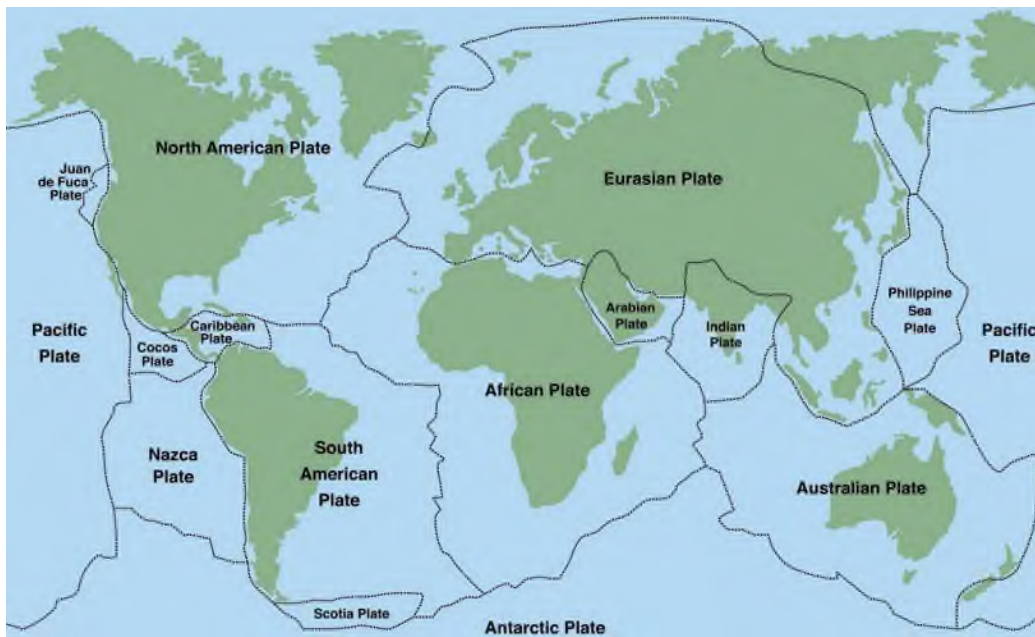 North American Plate
Juan
de Fuca
Plate
Eurasian Plate
Pacific
Plate
Caribbean
Plate
Cocos
Plate
Arabian
Plate
Indian
Plate
Philippine
Sea
Plate
Pacific
Plate
African Plate
Nazca
Plate
South
American
Plate
Australian Plate
Scotia Plate
Antarctic Plate